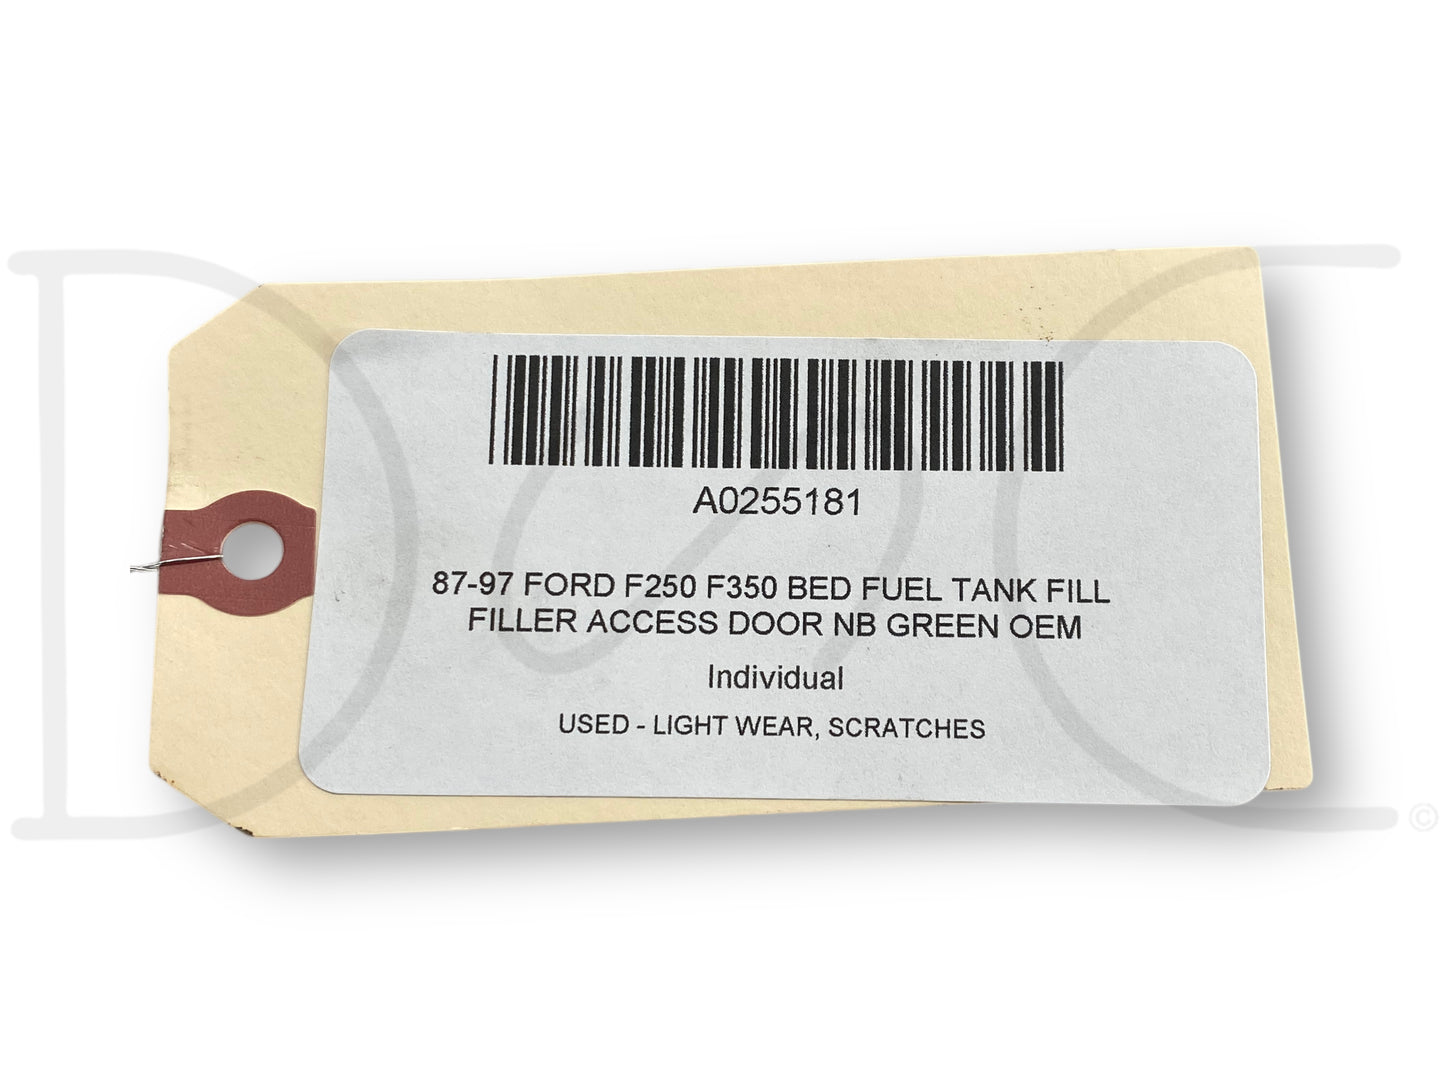 A0255181
87-97 FORD F250 F350 BED FUEL TANK FILL
FILLER ACCESS DOOR NB GREEN OEM
Individual
USED - LIGHT WEAR, SCRATCHES
©